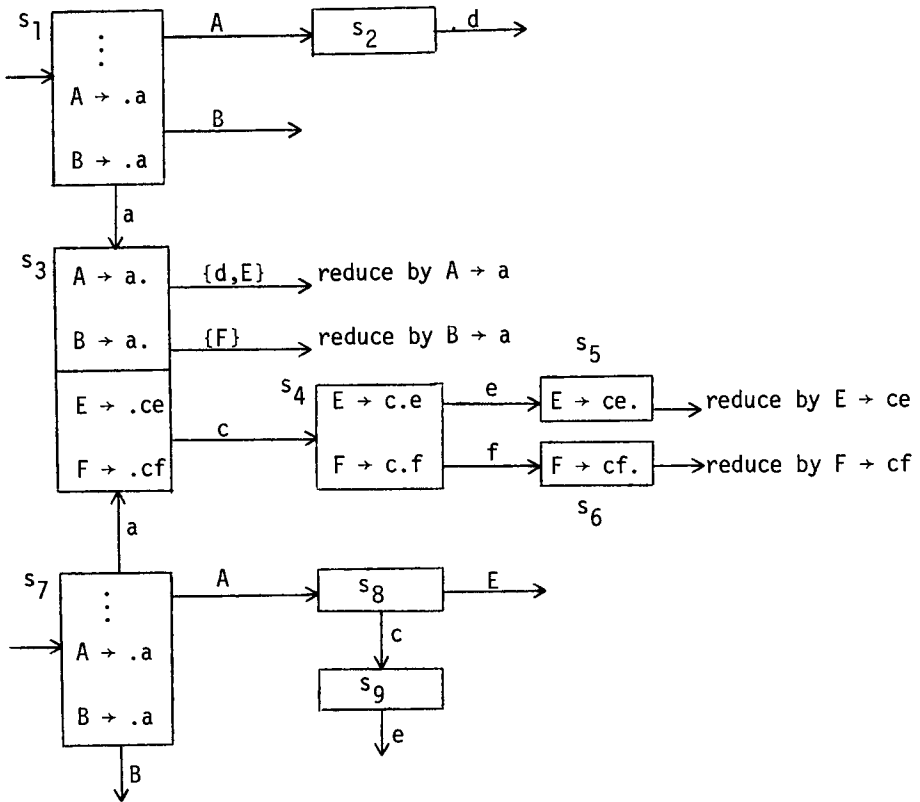 s1
⋮
A → .a
B → .a
A
s2
d
B
a
s3
A → a.
B → a.
E → .ce
F → .cf
{d,E}
reduce by A → a
{F}
reduce by B → a
c
s4
E → c.e
F → c.f
e
s5
E → ce.
reduce by E → ce
f
F → cf.
s6
reduce by F → cf
a
s7
⋮
A → .a
B → .a
A
s8
E
c
s9
e
B